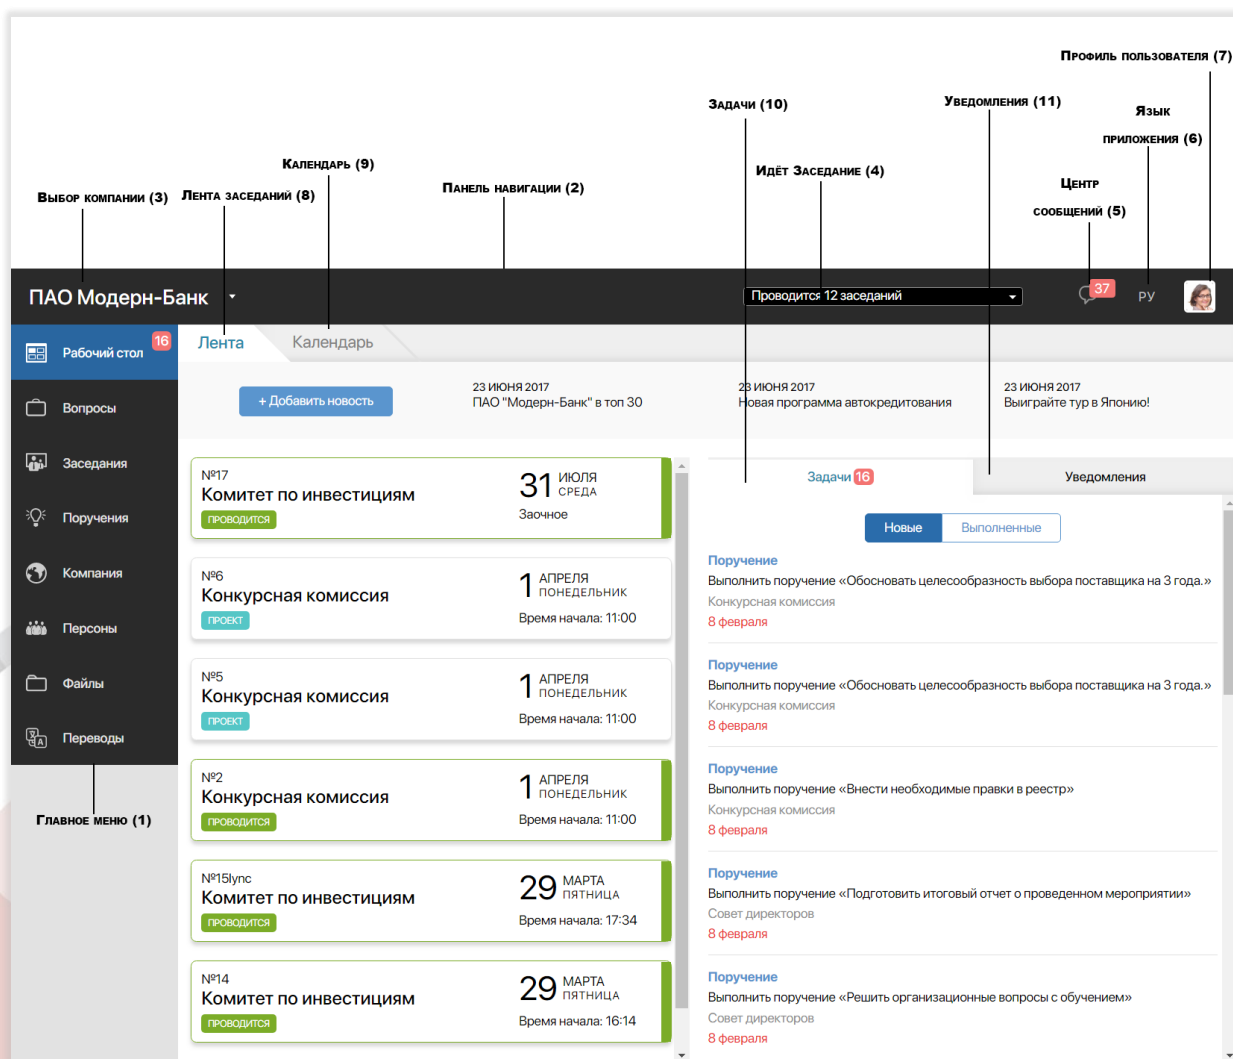 Профиль пользователя (7)
Задачи (10)
Уведомления (11)
Язык
приложения (6)
Календарь (9)
Идёт Заседание (4)
Выбор компании (3)
Лента заседаний (8)
Панель навигации (2)
Центр
сообщений (5)
ПАО Модерн-Банк
Проводится 12 заседаний
37
РУ
Рабочий стол
16
Вопросы
Заседания
Поручения
Компания
Персоны
Файлы
Переводы
Главное меню (1)
Лента
Календарь
+ Добавить новость
23 ИЮНЯ 2017
ПАО "Модерн-Банк" в топ 30
23 ИЮНЯ 2017
Новая программа автокредитования
23 ИЮНЯ 2017
Выиграйте тур в Японию!
№17
Комитет по инвестициям
ПРОВОДИТСЯ
31 ИЮЛЯ
СРЕДА
Заочное
№6
Конкурсная комиссия
ПРОЕКТ
1 АПРЕЛЯ
ПОНЕДЕЛЬНИК
Время начала: 11:00
№5
Конкурсная комиссия
ПРОЕКТ
1 АПРЕЛЯ
ПОНЕДЕЛЬНИК
Время начала: 11:00
№2
Конкурсная комиссия
ПРОВОДИТСЯ
1 АПРЕЛЯ
ПОНЕДЕЛЬНИК
Время начала: 11:00
№15lync
Комитет по инвестициям
ПРОВОДИТСЯ
29 МАРТА
ПЯТНИЦА
Время начала: 17:34
№14
Комитет по инвестициям
ПРОВОДИТСЯ
29 МАРТА
ПЯТНИЦА
Время начала: 16:14
Задачи 16
Уведомления
Новые
Выполненные
Поручение
Выполнить поручение «Обосновать целесообразность выбора поставщика на 3 года.»
Конкурсная комиссия
8 февраля
Поручение
Выполнить поручение «Обосновать целесообразность выбора поставщика на 3 года.»
Конкурсная комиссия
8 февраля
Поручение
Выполнить поручение «Внести необходимые правки в реестр»
Конкурсная комиссия
8 февраля
Поручение
Выполнить поручение «Подготовить итоговый отчет о проведенном мероприятии»
Совет директоров
8 февраля
Поручение
Выполнить поручение «Решить организационные вопросы с обучением»
Совет директоров
8 февраля